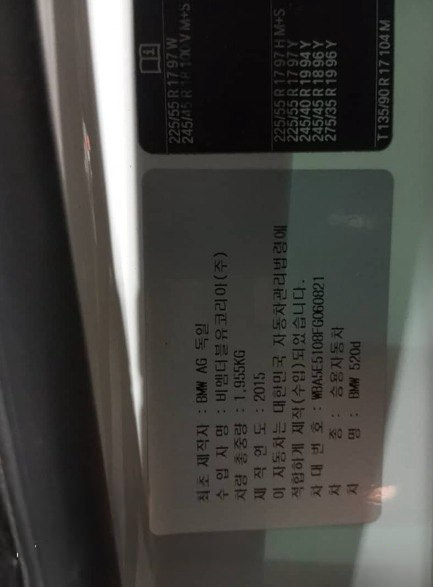 225/55 R 17 97 W
245/45 R 18 100 V M+S
225/55 R 17 97 H M+S
225/55 R 17 97 Y
245/40 R 19 94 Y
245/45 R 18 96 Y
275/35 R 19 96 Y
T 135/90 R 17 104 M
최초 제작자 : BMW AG 독일
수 입 자 명 : 비엠더블유코리아(주)
차량 총중량 : 1,955KG
제 작 연 도 : 2015
이 자동차는 대한민국 자동차관리법령에
적합하게 제작(수입)되었습니다.
차 대 번 호 : WBA5E5108FG060821
차 종 : 승용자동차
차 명 : BMW 520d